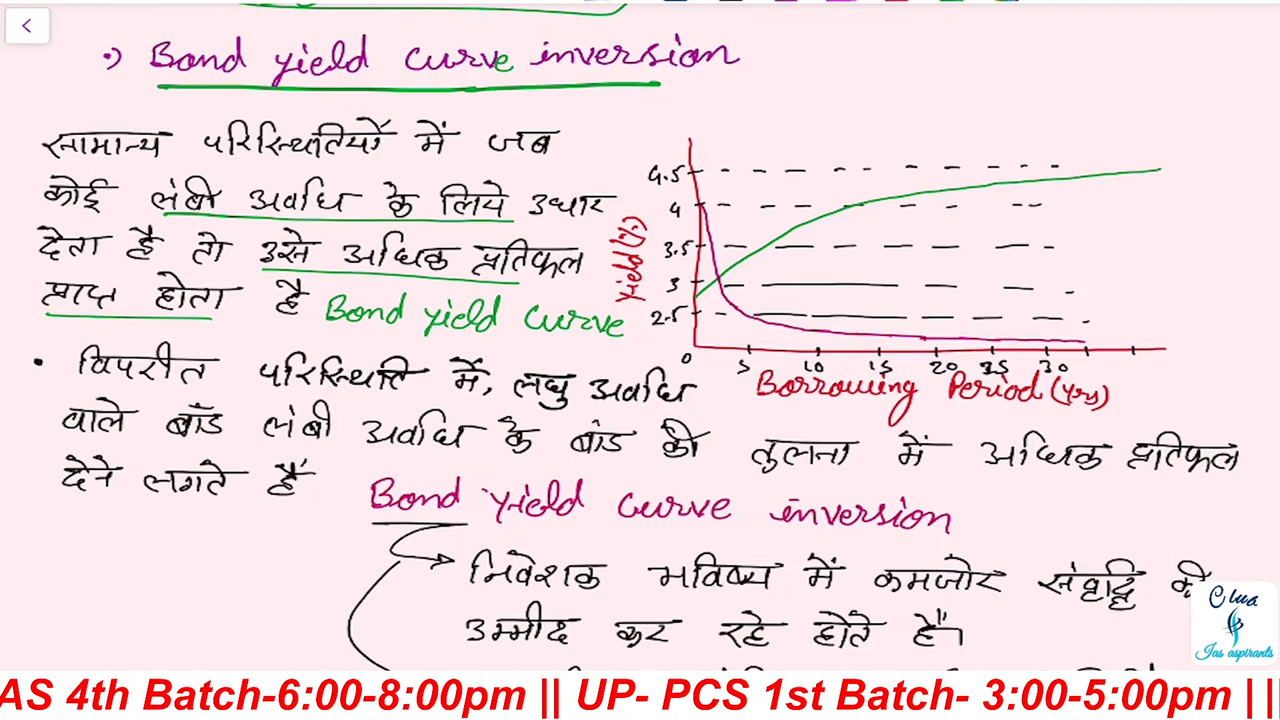 •) Bond yield curve inversion
सामान्य परिस्थितियों में जब
कोई लंबी अवधि के लिये उधार
देता है तो उसे अधिक प्रतिफल
प्राप्त होता है Bond yield curve
Yield (%)
4.5
4
3.5
3
2.5
0 5 10 15 20 25 30
Borrowing Period (Yrs)
• विपरीत परिस्थिति में, लघु अवधि
वाले बॉड लंबी अवधि के बांड की तुलना में अधिक प्रतिफल
देने लगते हैं
Bond yield curve inversion
निवेशक भविष्य में कमजोर संवृद्धि की
उम्मीद कर रहे होते हैं।
Clue
Ias aspirants
AS 4th Batch-6:00-8:00pm || UP- PCS 1st Batch- 3:00-5:00pm ||